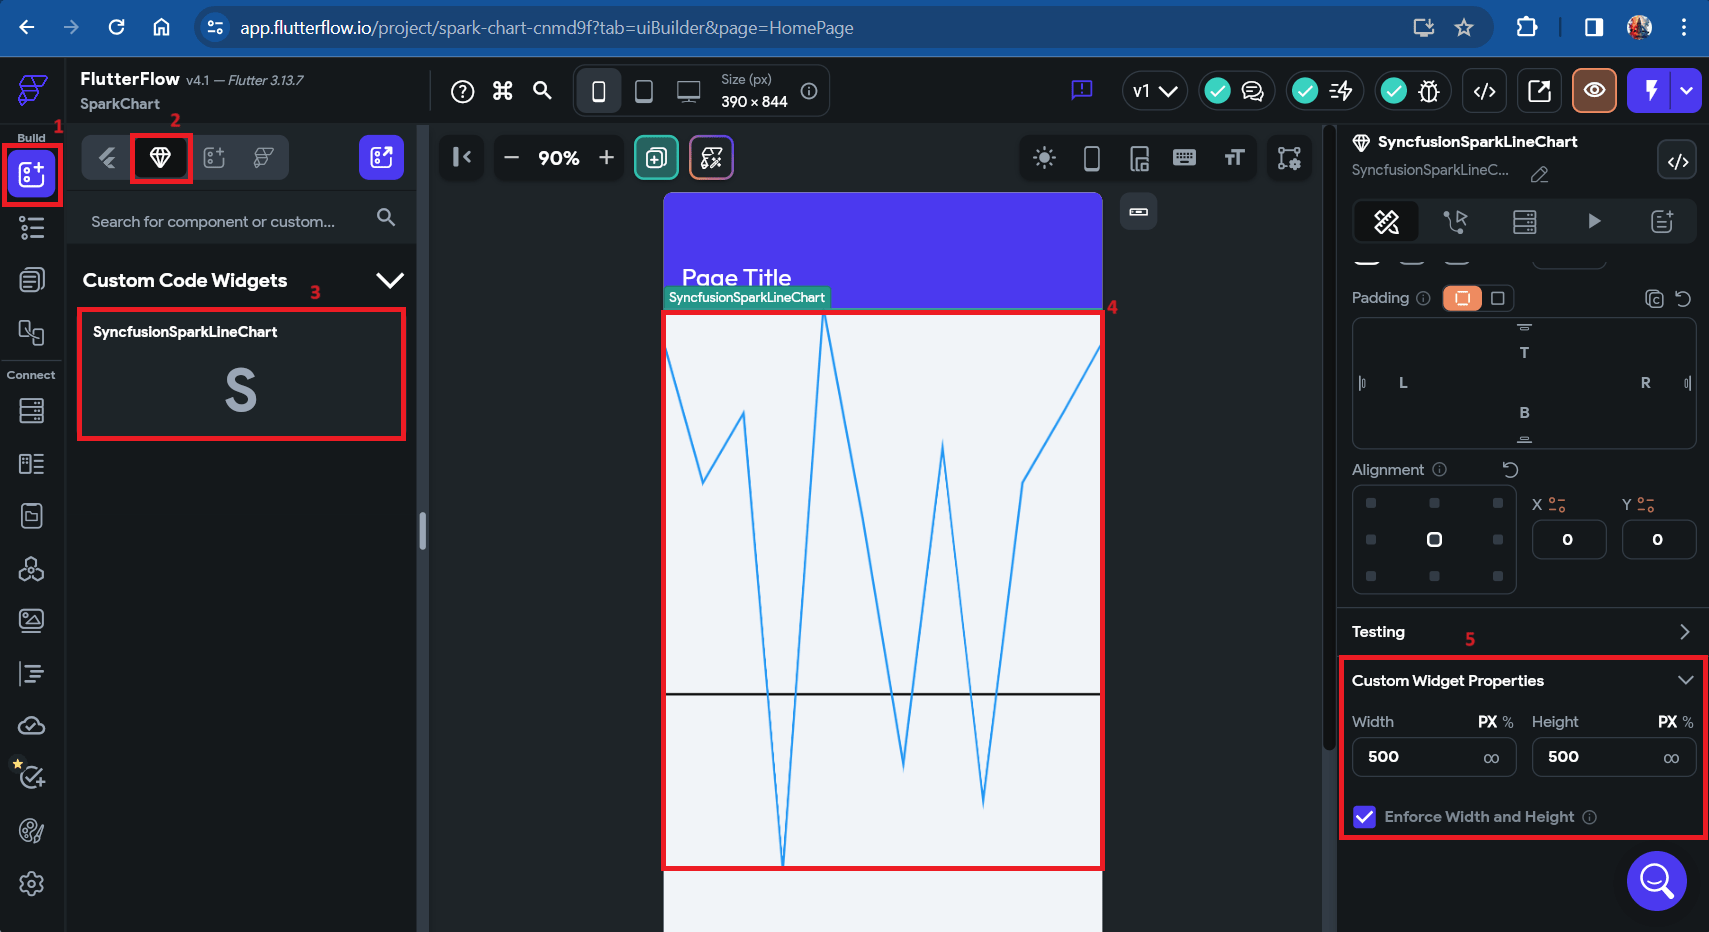 app.flutterflow.io/project/spark-chart-cnmd9f?tab=uiBuilder&page=HomePage
FlutterFlow v4.1 – Flutter 3.13.7
SparkChart
Size (px)
390 × 844
v1
Build
1
2
90%
SyncfusionSparkLineChart
SyncfusionSparkLineC...
Search for component or custom...
Custom Code Widgets
3
SyncfusionSparkLineChart
S
Connect
Page Title
SyncfusionSparkLineChart
4
Padding
T
L
R
B
Alignment
X
Y
0
0
Testing
5
Custom Widget Properties
Width PX % Height PX %
500 ∞ 500 ∞
Enforce Width and Height